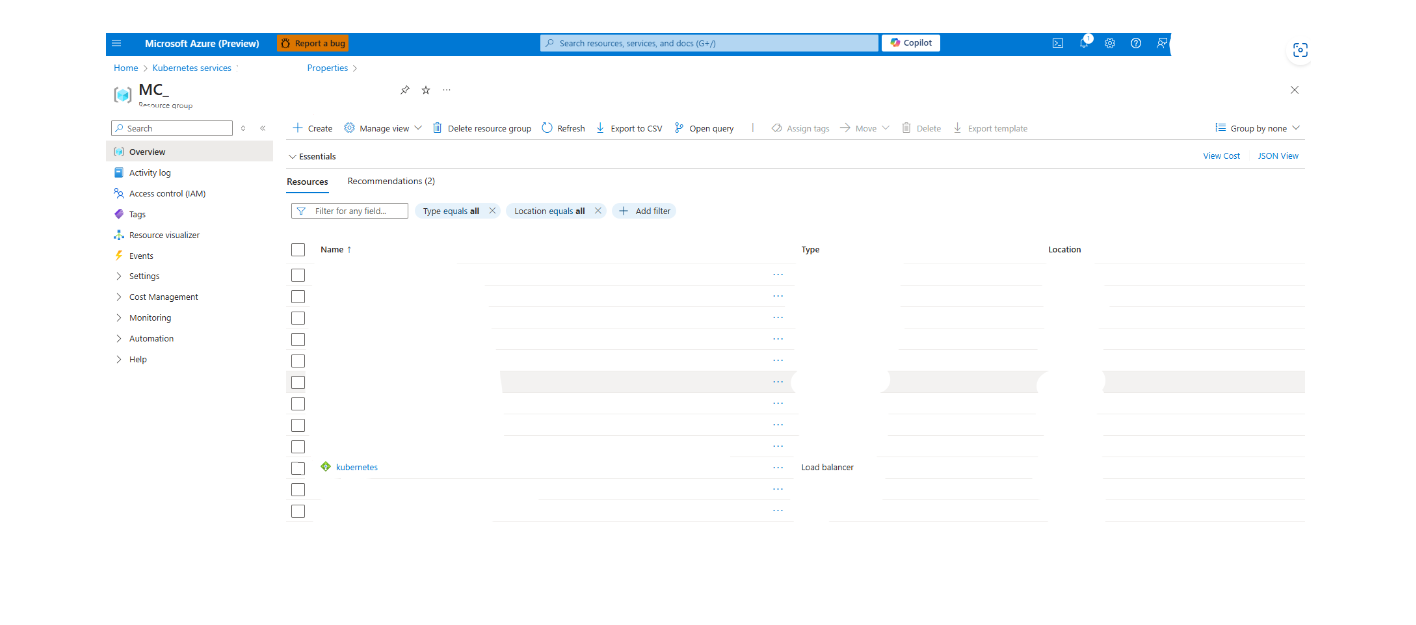 Microsoft Azure (Preview) Report a bug Search resources, services, and docs (G+/) Copilot 1
Home > Kubernetes services Properties >
MC_
Resource group
Search
Create Manage view Delete resource group Refresh Export to CSV Open query | Assign tags Move Delete Export template Group by none
Overview
Activity log
Access control (IAM)
Tags
Resource visualizer
Events
Settings
Cost Management
Monitoring
Automation
Help
Essentials View Cost JSON View
Resources Recommendations (2)
Filter for any field... Type equals all Location equals all Add filter
Name ↑ Type Location
kubernetes ... Load balancer